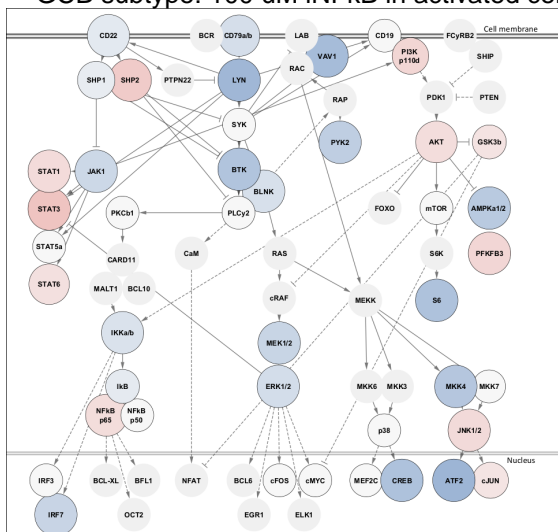 GSD subtype: 100 uM iNFkB in activated cel
Cell membrane
CD22
BCR
CD79a/b
LAB
CD19
FCyRB2
VAV1
PI3K
p110d
SHIP
SHP1
SHP2
PTPN22
LYN
RAC
PDK1
PTEN
RAP
SYK
PYK2
AKT
GSK3b
STAT1
JAK1
BTK
BLNK
STAT3
PKCb1
PLCy2
FOXO
mTOR
AMPKa1/2
STAT5a
CaM
RAS
S6K
PFKFB3
CARD11
STAT6
MALT1
BCL10
cRAF
MEKK
S6
IKKa/b
MEK1/2
IkB
ERK1/2
MKK6
MKK3
MKK4
MKK7
NFkB
p65
NFkB
p50
p38
JNK1/2
Nucleus
IRF3
BCL-XL
BFL1
NFAT
BCL6
cFOS
cMYC
MEF2C
CREB
ATF2
cJUN
IRF7
OCT2
EGR1
ELK1